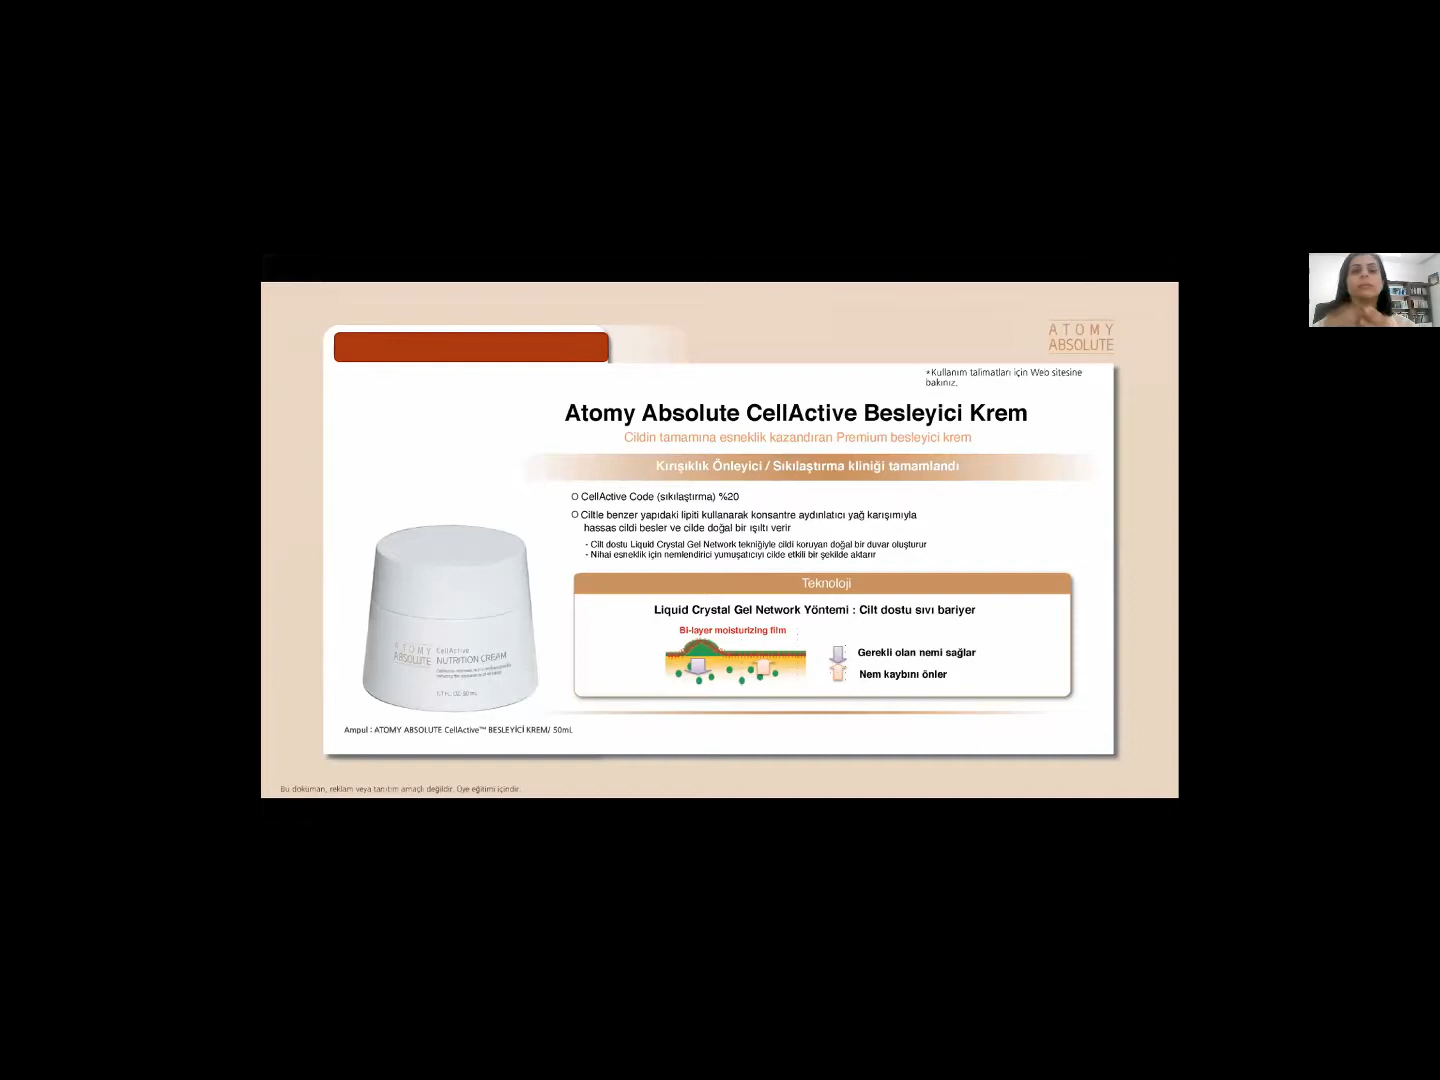 ATOMY
ABSOLUTE
*Kullanım talimatları için Web sitesine
bakınız.
Atomy Absolute CellActive Besleyici Krem
Cildin tamamına esneklik kazandıran Premium besleyici krem
Kırışıklık Önleyici / Sıkılaştırma kliniği tamamlandı
O CellActive Code (sıkılaştırma) %20
O Ciltle benzer yapıdaki lipiti kullanarak konsantre aydınlatıcı yağ karışımıyla
hassas cildi besler ve cilde doğal bir ışıltı verir
- Cilt dostu Liquid Crystal Gel Network tekniğiyle cildi koruyan doğal bir duvar oluşturur
- Nihai esneklik için nemlendirici yumuşatıcıyı cilde etkili bir şekilde aktarır
Teknoloji
Liquid Crystal Gel Network Yöntemi : Cilt dostu sıvı bariyer
Bi-layer moisturizing film
Gerekli olan nemi sağlar
Nem kaybını önler
ATOMY
ABSOLUTE
CellActive
NUTRITION CREAM
1.7 FL. OZ. 50 mL
Ampul : ATOMY ABSOLUTE CellActive™ BESLEYİCİ KREM/ 50mL
Bu doküman, reklam veya tanıtım amaçlı değildir. Üye eğitimi içindir.